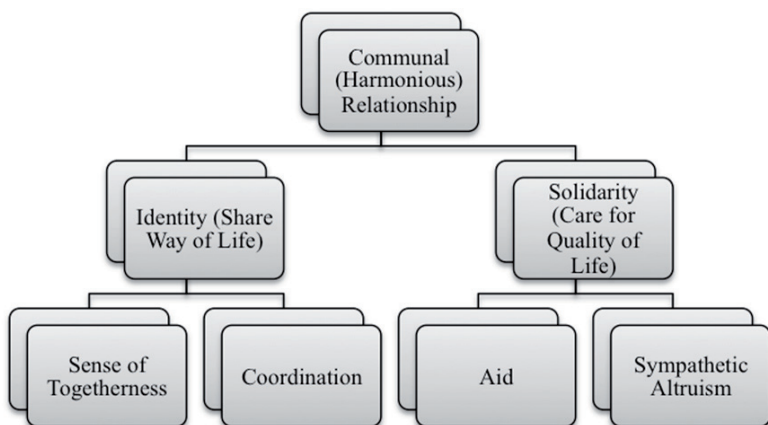 Communal
(Harmonious)
Relationship
Identity (Share
Way of Life)
Solidarity
(Care for
Quality of
Life)
Sense of
Togetherness
Coordination
Aid
Sympathetic
Altruism